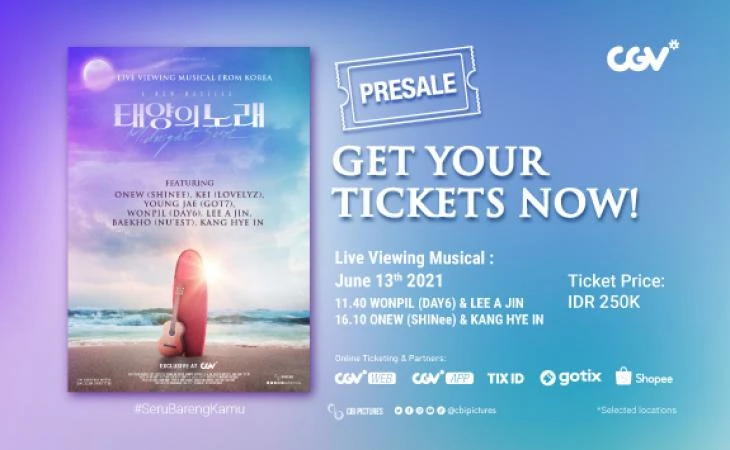 LIVE VIEWING MUSICAL FROM KOREA
A NEW MUSICAL
태양의 노래
Midnight Sun
FEATURING
ONEW (SHINEE), KEI (LOVELYZ),
YOUNG JAE (GOT7),
WONPIL (DAY6), LEE A JIN,
BAEKHO (NU'EST), KANG HYE IN
EXCLUSIVE AT CGV
#SeruBarengKamu
CGV
PRESALE
GET YOUR
TICKETS NOW!
Live Viewing Musical :
June 13th 2021
11.40 WONPIL (DAY6) & LEE A JIN
16.10 ONEW (SHINee) & KANG HYE IN
Ticket Price:
IDR 250K
Online Ticketing & Partners:
CGV WEB CGV APP TIX ID gotix Shopee
CBI PICTURES @cbipictures
*Selected locations